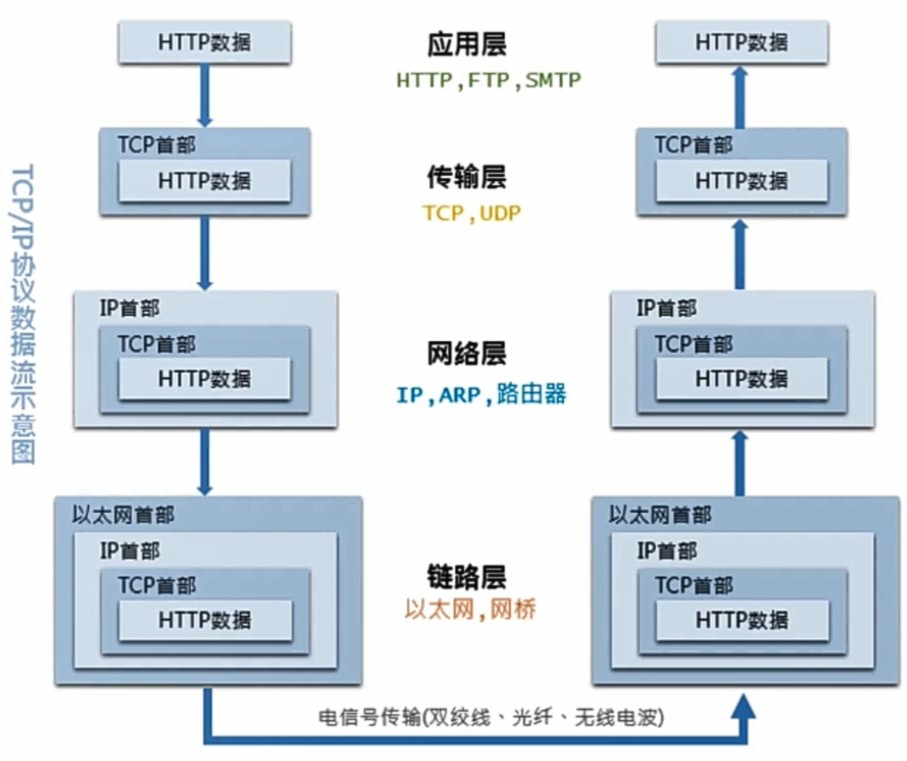 TCP/IP协议数据流示意图
HTTP数据
应用层
HTTP,FTP,SMTP
HTTP数据
TCP首部
HTTP数据
传输层
TCP,UDP
TCP首部
HTTP数据
IP首部
TCP首部
HTTP数据
网络层
IP,ARP,路由器
IP首部
TCP首部
HTTP数据
以太网首部
IP首部
TCP首部
HTTP数据
链路层
以太网,网桥
以太网首部
IP首部
TCP首部
HTTP数据
电信号传输(双绞线、光纤、无线电波)